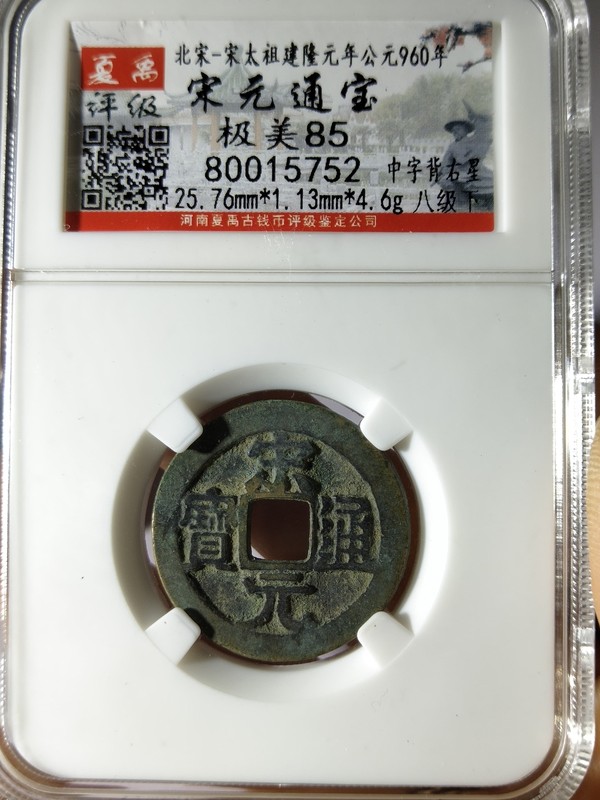 夏禹
评级
北宋-宋太祖建隆元年公元960年
宋元通宝
极美85
80015752 中字背右星
25.76mm*1.13mm*4.6g 八级下
河南夏禹古钱币评级鉴定公司
宋元通寶